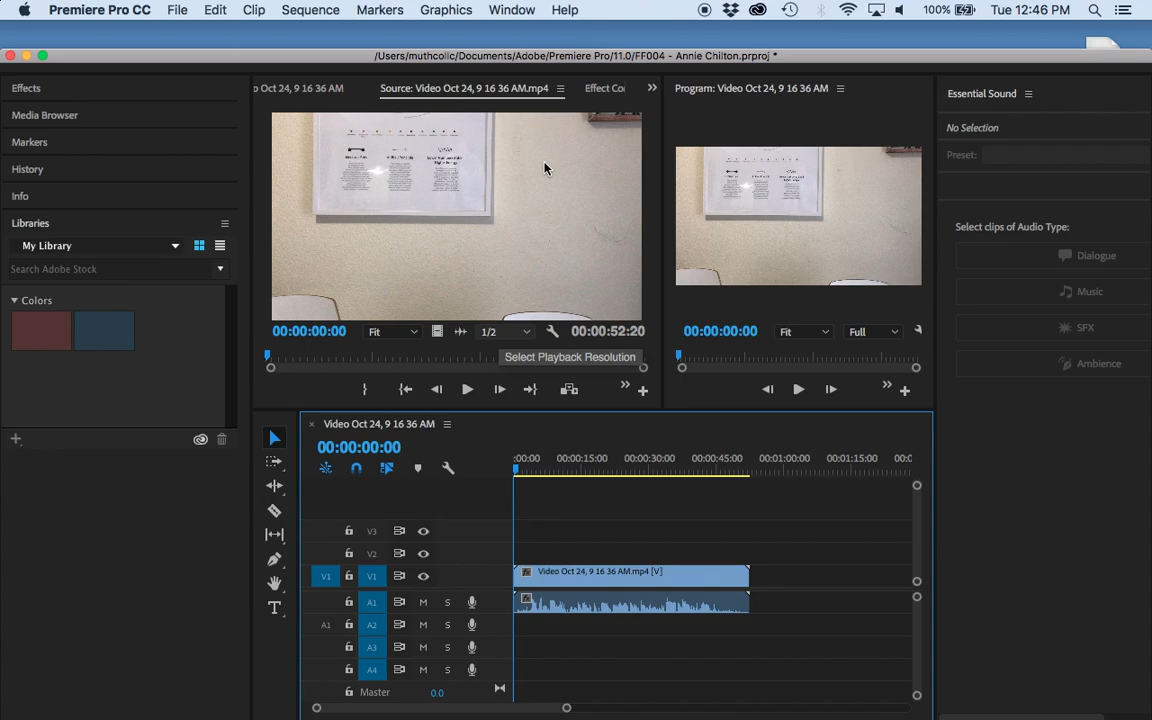 Premiere Pro CC File Edit Clip Sequence Markers Graphics Window Help 100% Tue 12:46 PM
/Users/muthcollc/Documents/Adobe/Premiere Pro/11.0/FF004 - Annie Chilton.prproj *
Effects
Media Browser
Markers
History
Info
Libraries
My Library
Search Adobe Stock
Colors
o Oct 24, 9 16 36 AM Source: Video Oct 24, 9 16 36 AM.mp4 Effect Co
00:00:00:00 Fit 1/2 00:00:52:20
Select Playback Resolution
Program: Video Oct 24, 9 16 36 AM
00:00:00:00 Fit Full
Essential Sound
No Selection
Preset:
Select clips of Audio Type:
Dialogue
Music
SFX
Ambience
× Video Oct 24, 9 16 36 AM
00:00:00:00
:00:00 00:00:15:00 00:00:30:00 00:00:45:00 00:01:00:00 00:01:15:00 00:0
V3
V2
V1 V1 Video Oct 24, 9 16 36 AM.mp4 [V]
A1 M S
A1 A2 M S
A3 M S
A4 M S
Master 0.0